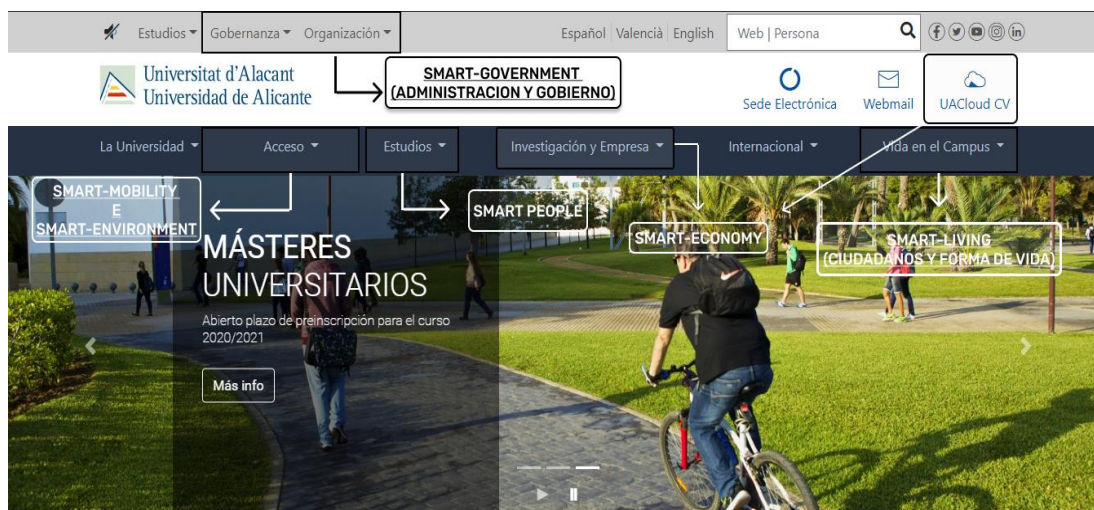 Estudios Gobernanza Organización Español Valencià English Web | Persona
Universitat d'Alacant
Universidad de Alicante
SMART-GOVERNMENT
(ADMINISTRACION Y GOBIERNO)
Sede Electrónica Webmail UACloud CV
La Universidad Acceso Estudios Investigación y Empresa Internacional Vida en el Campus
SMART-MOBILITY
E
SMART-ENVIRONMENT
SMART PEOPLE
SMART-ECONOMY
SMART-LIVING
(CIUDADANOS Y FORMA DE VIDA)
MÁSTERES
UNIVERSITARIOS
Abierto plazo de preinscripción para el curso
2020/2021
Más info